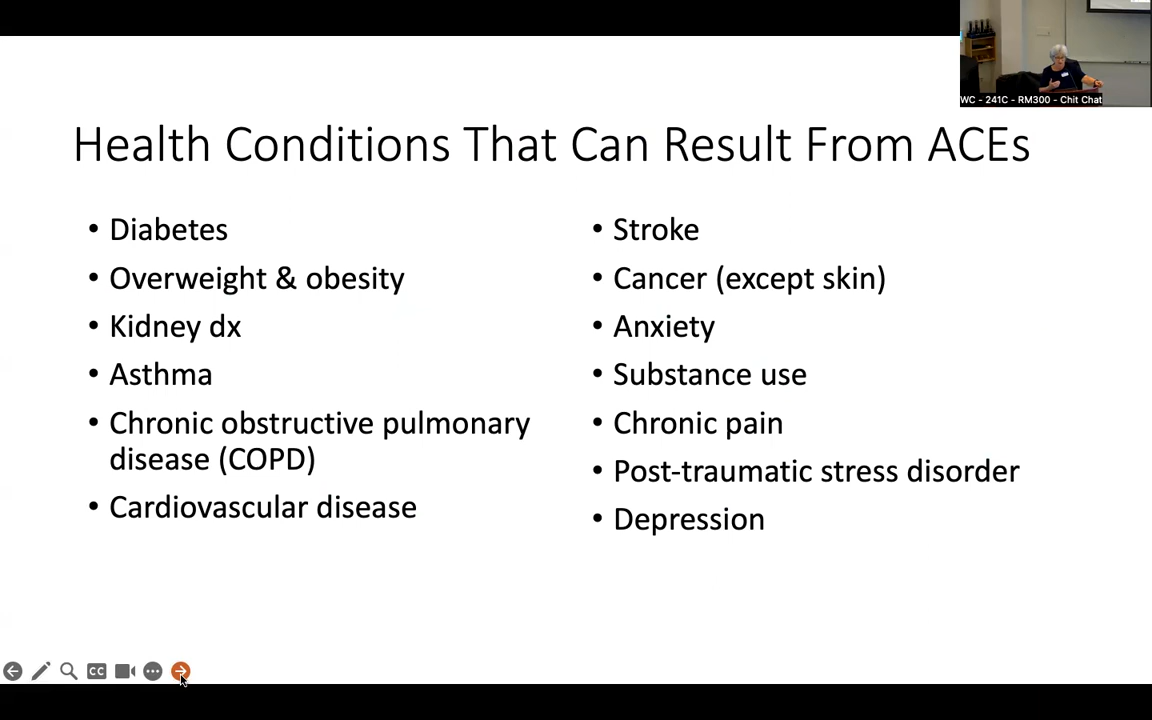 WC - 241C - RM300 - Chit Chat
Health Conditions That Can Result From ACEs
• Diabetes
• Overweight & obesity
• Kidney dx
• Asthma
• Chronic obstructive pulmonary
disease (COPD)
• Cardiovascular disease
• Stroke
• Cancer (except skin)
• Anxiety
• Substance use
• Chronic pain
• Post-traumatic stress disorder
• Depression
CC